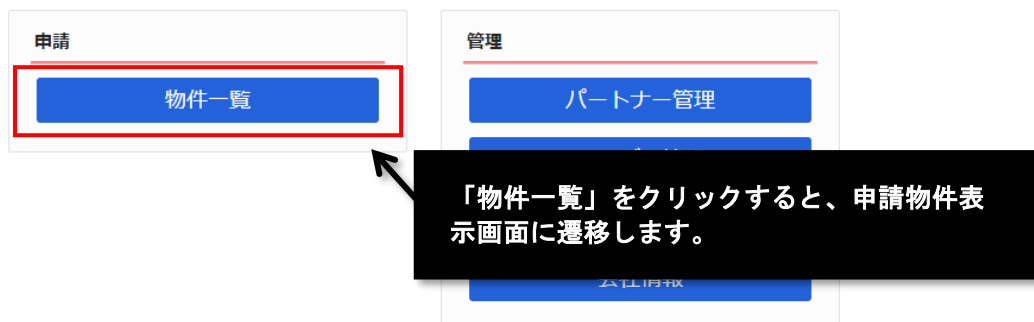 申請
物件一覧
管理
パートナー管理
「物件一覧」をクリックすると、申請物件表
示画面に遷移します。
会社情報